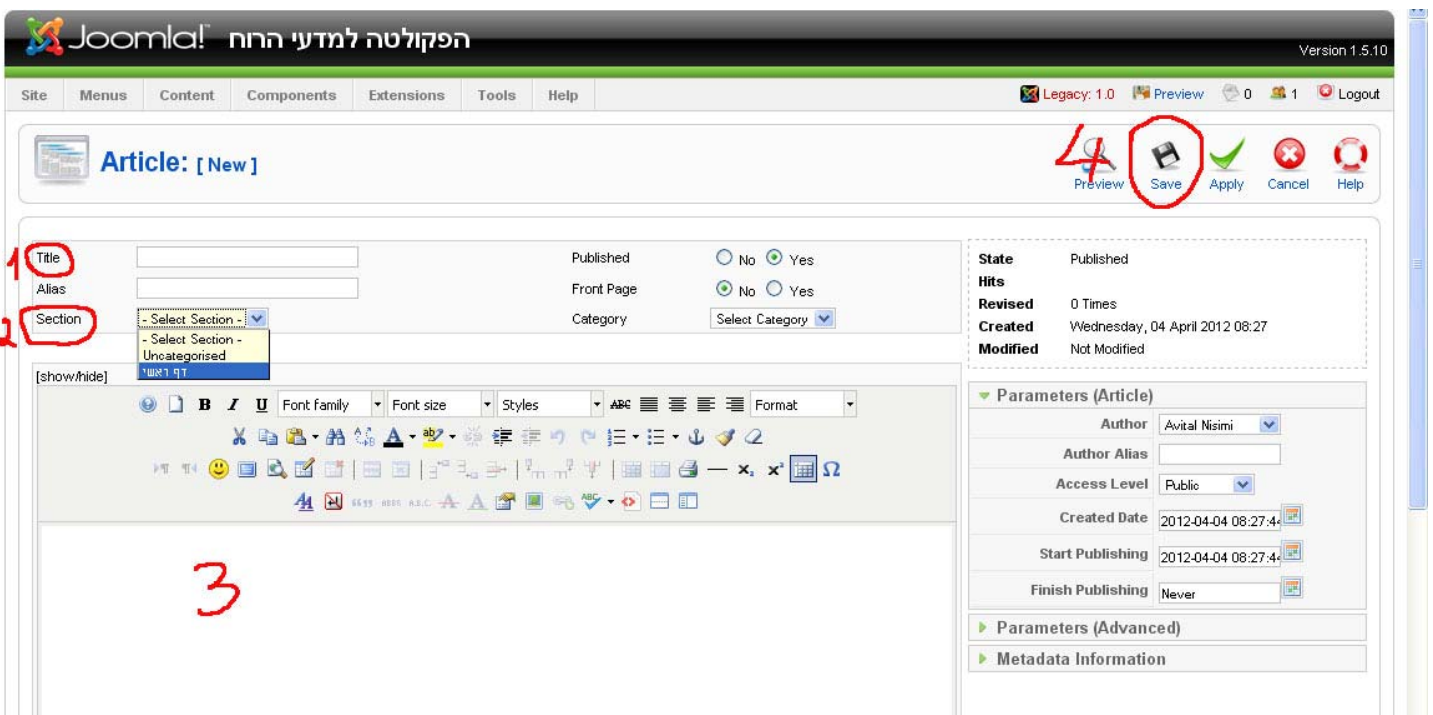 Joomla!™ הפקולטה למדעי הרוח
Version 1.5.10
Site Menus Content Components Extensions Tools Help
Legacy: 1.0 Preview 0 1 Logout
Article: [ New ]
4
Preview Save Apply Cancel Help
1 Title
Published No Yes
Alias
Front Page No Yes
2 Section - Select Section -
Category Select Category
- Select Section -
Uncategorised
דף ראשי
[show/hide]
B I U Font family Font size Styles ABC Format
ABC
3
State Published
Hits
Revised 0 Times
Created Wednesday, 04 April 2012 08:27
Modified Not Modified
Parameters (Article)
Author Avital Nisimi
Author Alias
Access Level Public
Created Date 2012-04-04 08:27:44
Start Publishing 2012-04-04 08:27:44
Finish Publishing Never
Parameters (Advanced)
Metadata Information